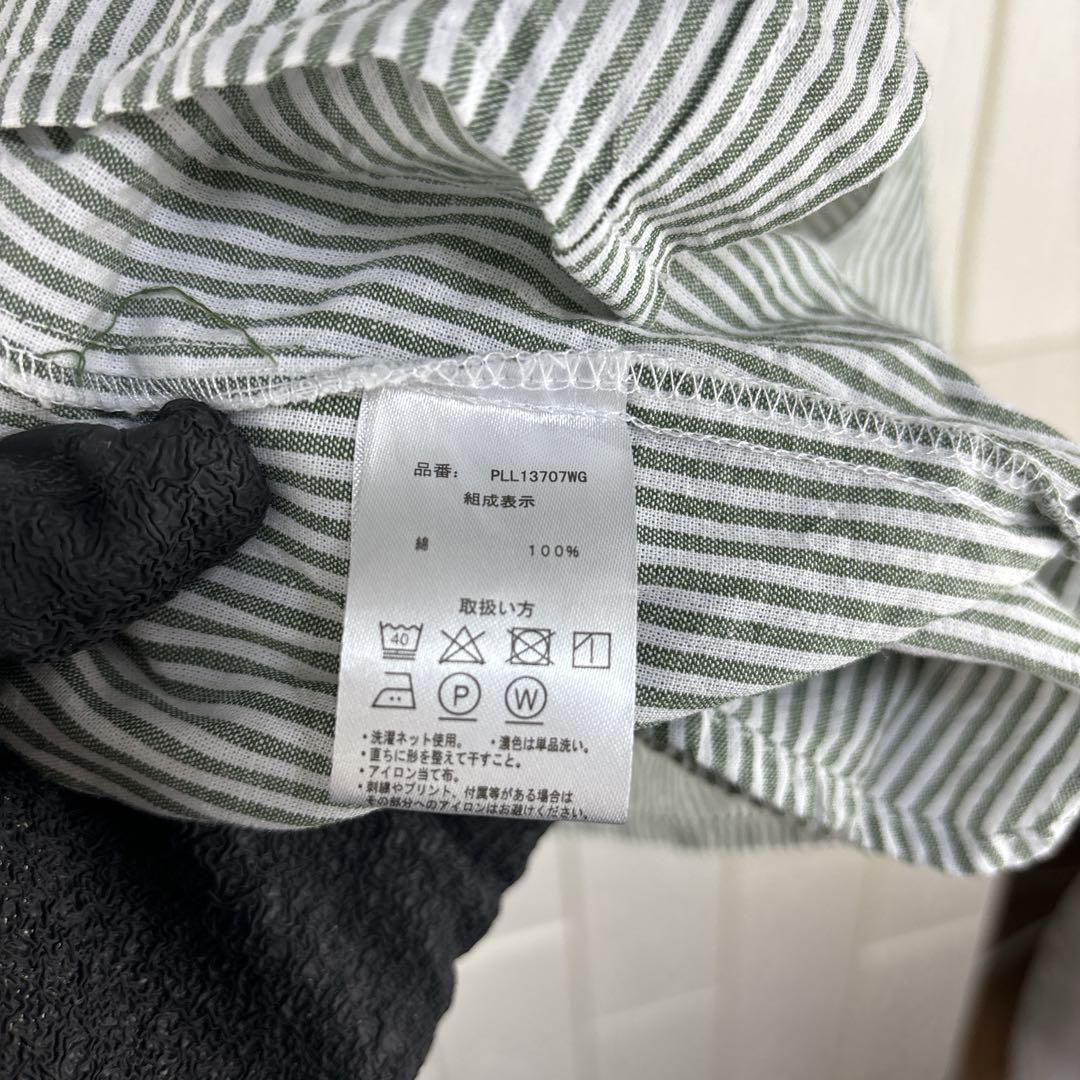 品番: PLL13707WG
組成表示
綿 100%
取扱い方
40
P W
・洗濯ネット使用。 ・濃色は単品洗い。
・直ちに形を整えて干すこと。
・アイロン当て布。
・刺繍やプリント、付属等がある場合は
その部分へのアイロンはお避けください。